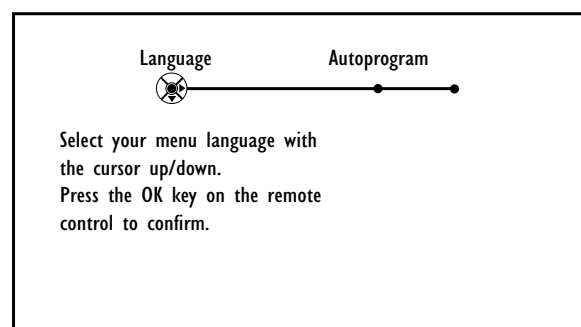 Language Autoprogram
Select your menu language with
the cursor up/down.
Press the OK key on the remote
control to confirm.